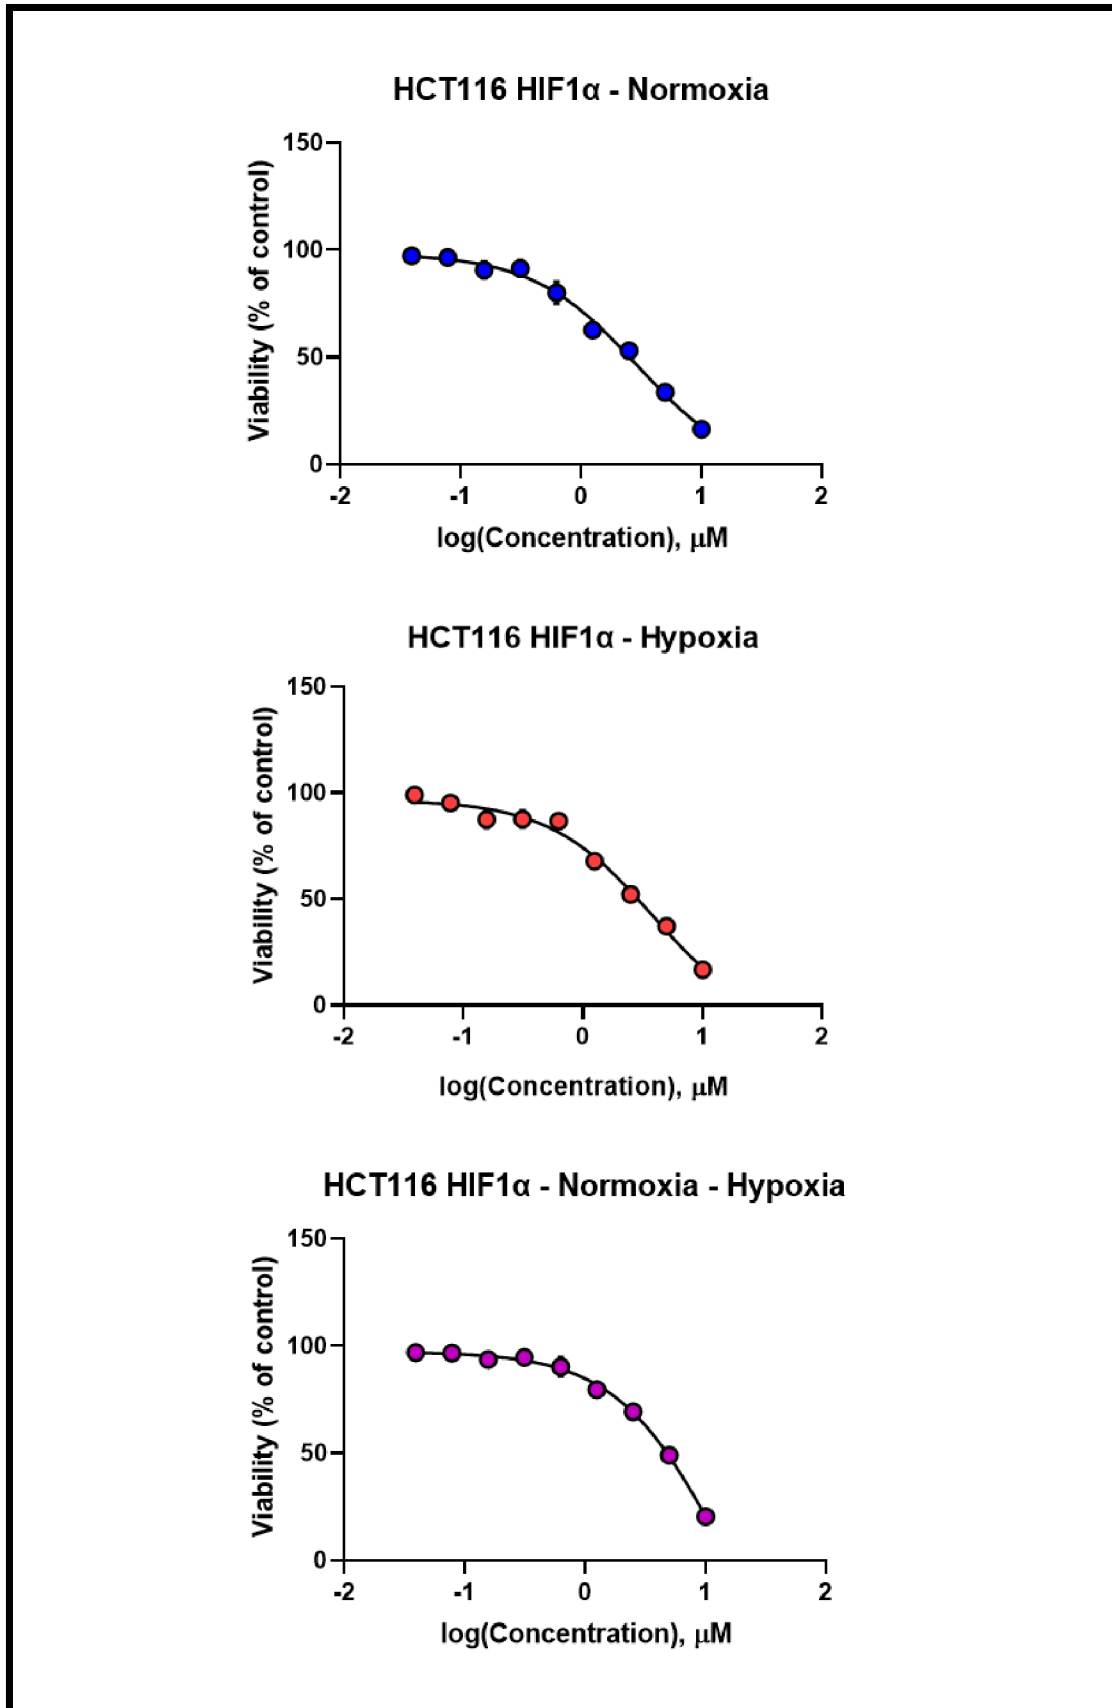 HCT116 HIF1α - Normoxia
150
100
50
0
Viability (% of control)
-2 -1 0 1 2
log(Concentration), μM
HCT116 HIF1α - Hypoxia
150
100
50
0
Viability (% of control)
-2 -1 0 1 2
log(Concentration), μM
HCT116 HIF1α - Normoxia - Hypoxia
150
100
50
0
Viability (% of control)
-2 -1 0 1 2
log(Concentration), μM